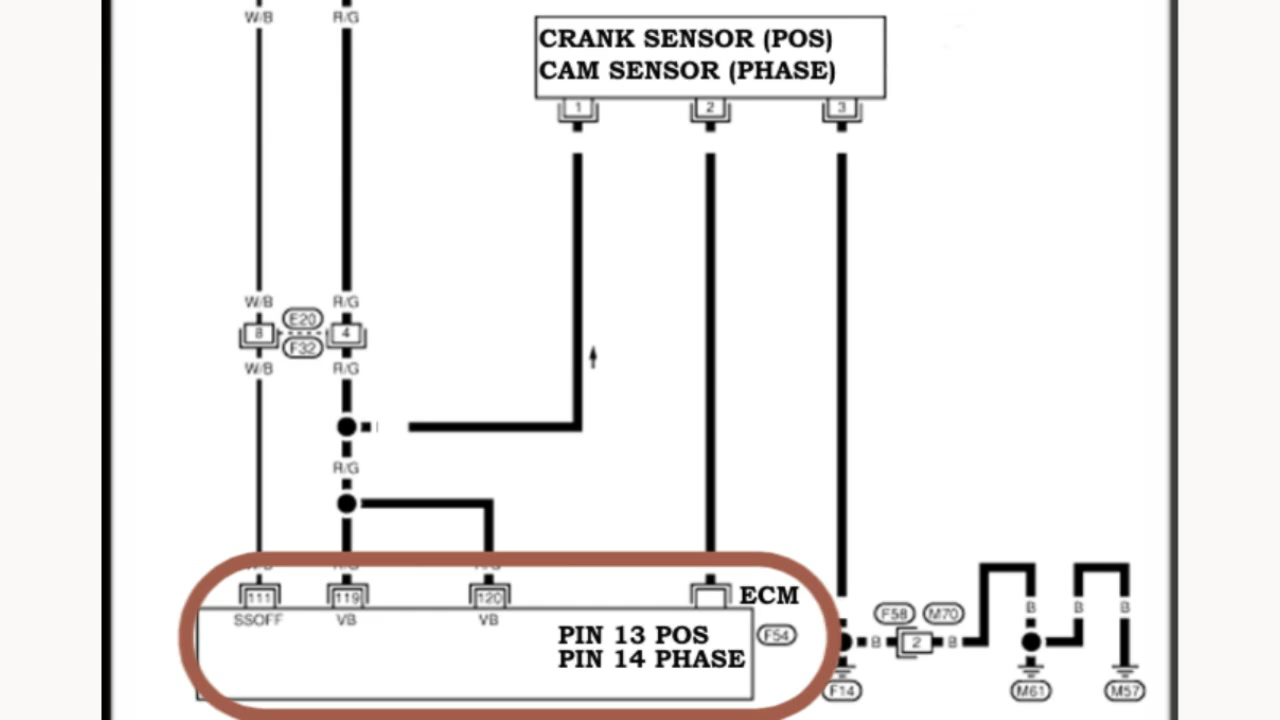 W/B R/G
CRANK SENSOR (POS)
CAM SENSOR (PHASE)
1 2 3
W/B R/G
E20
8 4
F32
W/B R/G
R/G
111 119 120 ECM
SSOFF VB VB
PIN 13 POS
PIN 14 PHASE
F54
F58 M70
B B B
B 2 B
F14 M61 M57